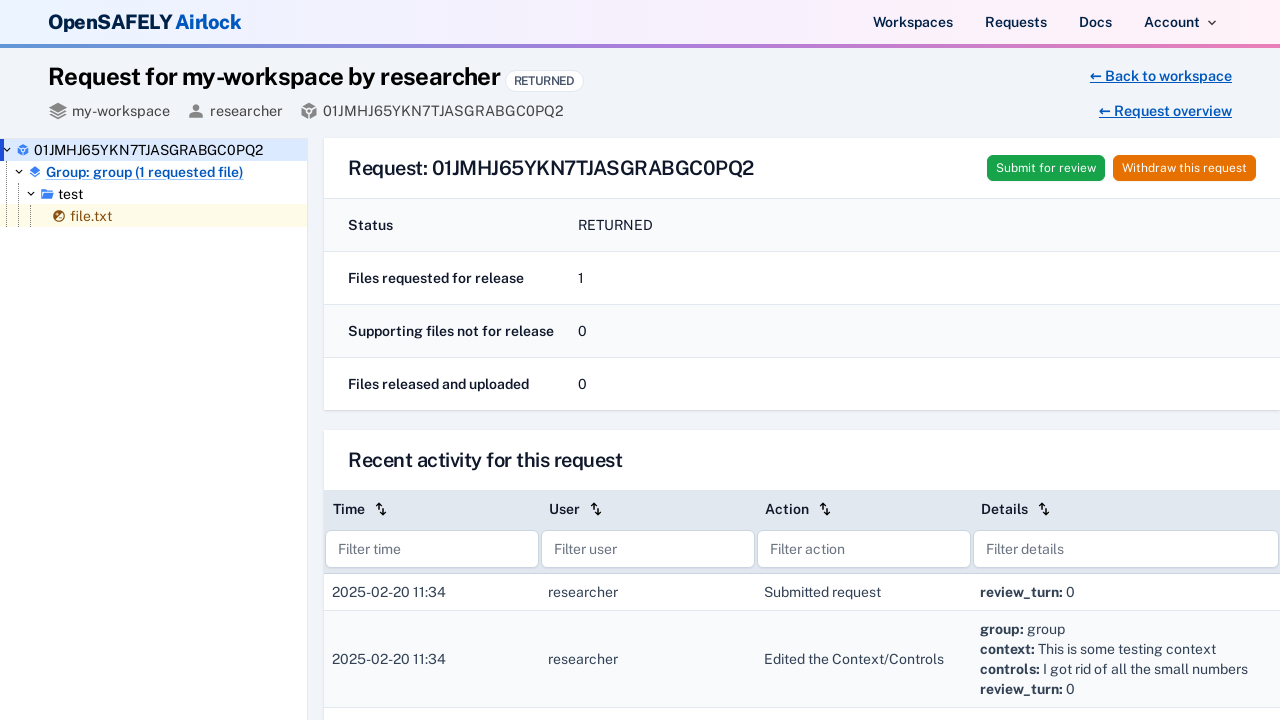 OpenSAFELY Airlock
Workspaces Requests Docs Account
Request for my-workspace by researcher RETURNED
← Back to workspace
my-workspace researcher 01JMHJ65YKN7TJASGRABGC0PQ2
← Request overview
01JMHJ65YKN7TJASGRABGC0PQ2
Group: group (1 requested file)
test
file.txt
Request: 01JMHJ65YKN7TJASGRABGC0PQ2
Submit for review Withdraw this request
Status RETURNED
Files requested for release 1
Supporting files not for release 0
Files released and uploaded 0
Recent activity for this request
Time User Action Details
Filter time Filter user Filter action Filter details
2025-02-20 11:34 researcher Submitted request review_turn: 0
2025-02-20 11:34 researcher Edited the Context/Controls
group: group
context: This is some testing context
controls: I got rid of all the small numbers
review_turn: 0